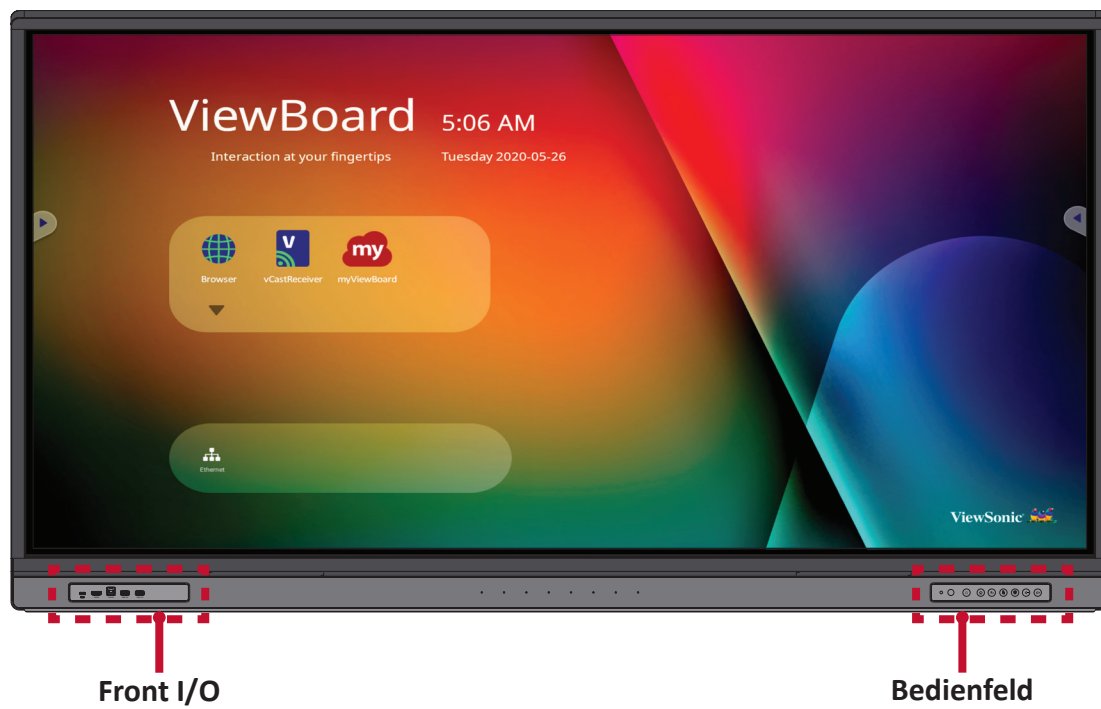 ViewBoard
5:06 AM
Interaction at your fingertips
Tuesday 2020-05-26
V
my
Browser
vCastReceiver
myViewBoard
Ethernet
ViewSonic
Front I/O
Bedienfeld